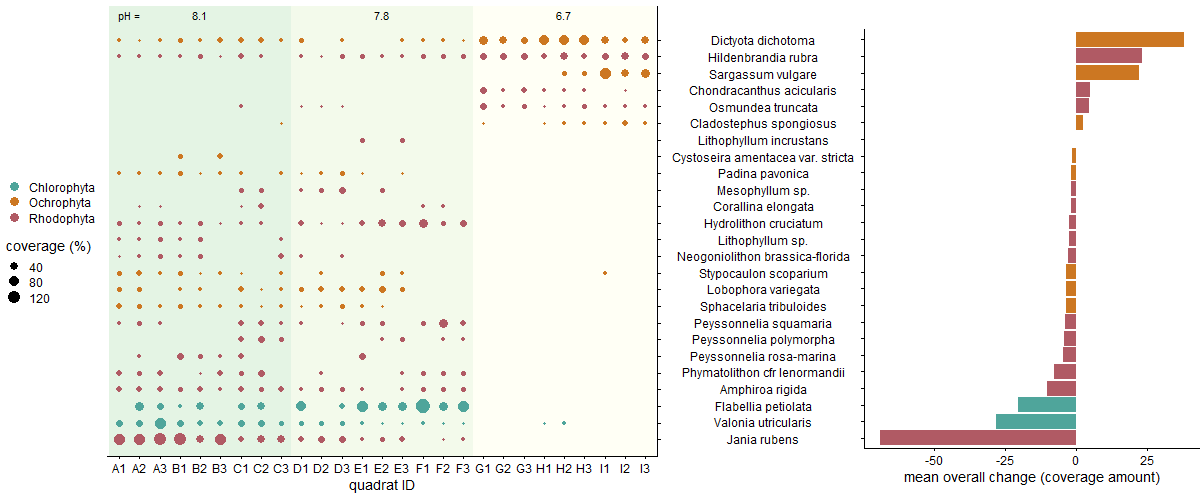 pH = 8.1 7.8 6.7
Chlorophyta
Ochrophyta
Rhodophyta
coverage (%)
40
80
120
A1 A2 A3 B1 B2 B3 C1 C2 C3 D1 D2 D3 E1 E2 E3 F1 F2 F3 G1 G2 G3 H1 H2 H3 I1 I2 I3
quadrat ID
Dictyota dichotoma
Hildenbrandia rubra
Sargassum vulgare
Chondracanthus acicularis
Osmundea truncata
Cladostephus spongiosus
Lithophyllum incrustans
Cystoseira amentacea var. stricta
Padina pavonica
Mesophyllum sp.
Corallina elongata
Hydrolithon cruciatum
Lithophyllum sp.
Neogoniolithon brassica-florida
Stypocaulon scoparium
Lobophora variegata
Sphacelaria tribuloides
Peyssonnelia squamaria
Peyssonnelia polymorpha
Peyssonnelia rosa-marina
Phymatolithon cfr lenormandii
Amphiroa rigida
Flabellia petiolata
Valonia utricularis
Jania rubens
-50 -25 0 25
mean overall change (coverage amount)